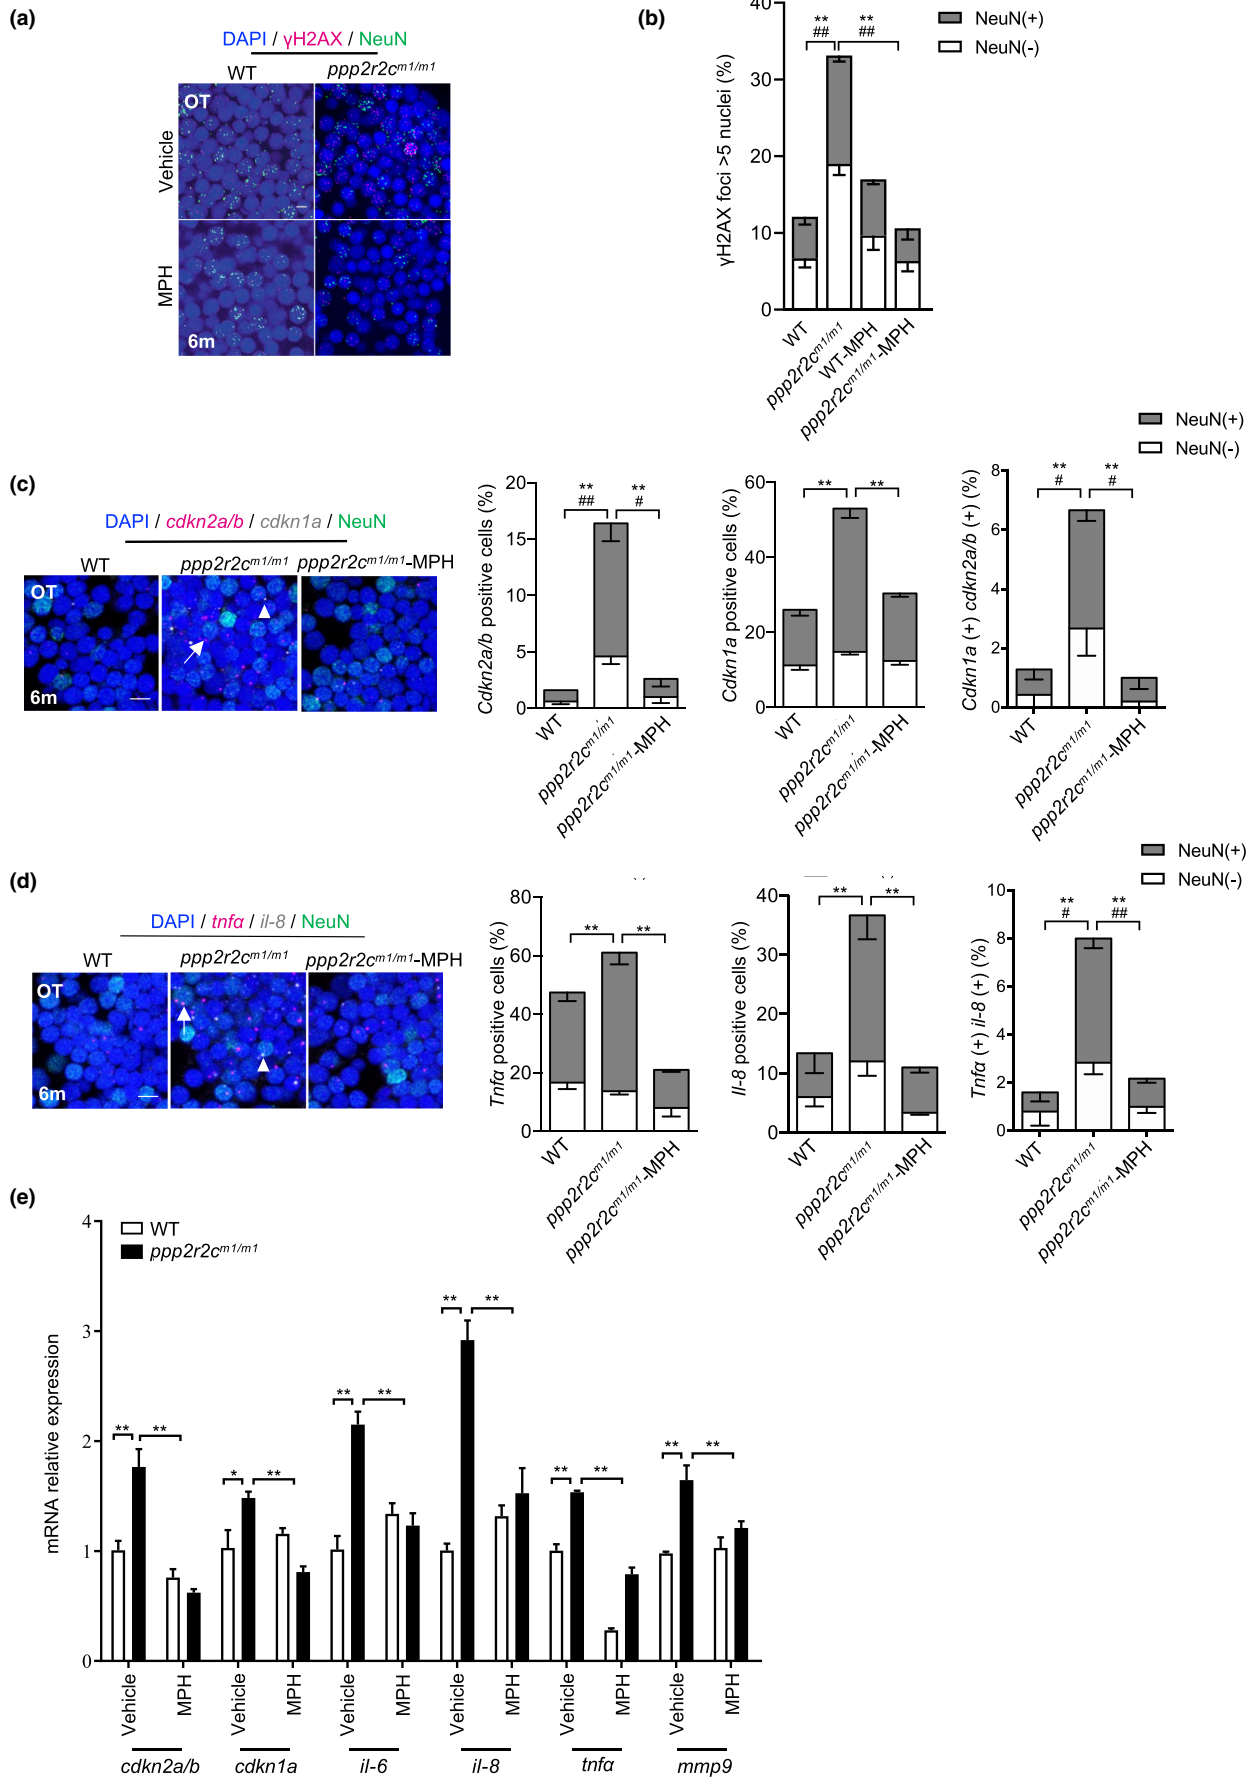 (a)
DAPI / γH2AX / NeuN
WT
ppp2r2c^m1/m1
OT
Vehicle
MPH
6m
(b)
NeuN(+)
NeuN(-)
γH2AX foci >5 nuclei (%)
40
30
20
10
0
**
##
**
##
WT
ppp2r2c^m1/m1
WT-MPH
ppp2r2c^m1/m1-MPH
(c)
DAPI / cdkn2a/b / cdkn1a / NeuN
WT
ppp2r2c^m1/m1
ppp2r2c^m1/m1-MPH
OT
6m
Cdkn2a/b positive cells (%)
20
15
10
5
0
**
##
**
#
WT
ppp2r2c^m1/m1
ppp2r2c^m1/m1-MPH
Cdkn1a positive cells (%)
60
40
20
0
**
**
WT
ppp2r2c^m1/m1
ppp2r2c^m1/m1-MPH
NeuN(+)
NeuN(-)
Cdkn1a (+) cdkn2a/b (+) (%)
8
6
4
2
0
**
#
**
#
WT
ppp2r2c^m1/m1
ppp2r2c^m1/m1-MPH
(d)
DAPI / tnfα / il-8 / NeuN
WT
ppp2r2c^m1/m1
ppp2r2c^m1/m1-MPH
OT
6m
Tnfα positive cells (%)
80
60
40
20
0
**
**
WT
ppp2r2c^m1/m1
ppp2r2c^m1/m1-MPH
Il-8 positive cells (%)
40
30
20
10
0
**
**
WT
ppp2r2c^m1/m1
ppp2r2c^m1/m1-MPH
NeuN(+)
NeuN(-)
Tnfα (+) il-8 (+) (%)
10
8
6
4
2
0
**
#
**
##
WT
ppp2r2c^m1/m1
ppp2r2c^m1/m1-MPH
(e)
WT
ppp2r2c^m1/m1
mRNA relative expression
4
3
2
1
0
** **
* **
** **
** **
** **
** **
Vehicle MPH Vehicle MPH Vehicle MPH Vehicle MPH Vehicle MPH Vehicle MPH
cdkn2a/b cdkn1a il-6 il-8 tnfα mmp9